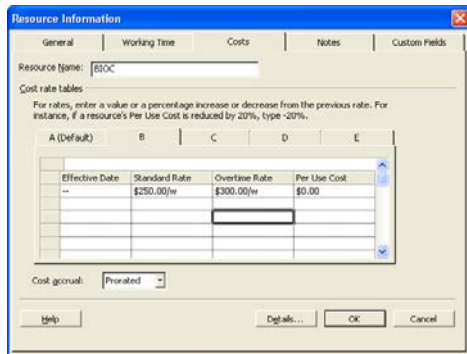 Resource Information
General Working Time Costs Notes Custom Fields
Resource Name: BIOC
Cost rate tables
For rates, enter a value or a percentage increase or decrease from the previous rate. For
instance, if a resource's Per Use Cost is reduced by 20%, type -20%.
A (Default) B C D E
Effective Date Standard Rate Overtime Rate Per Use Cost
-- $250.00/w $300.00/w $0.00
Cost accrual: Prorated
Help Details... OK Cancel